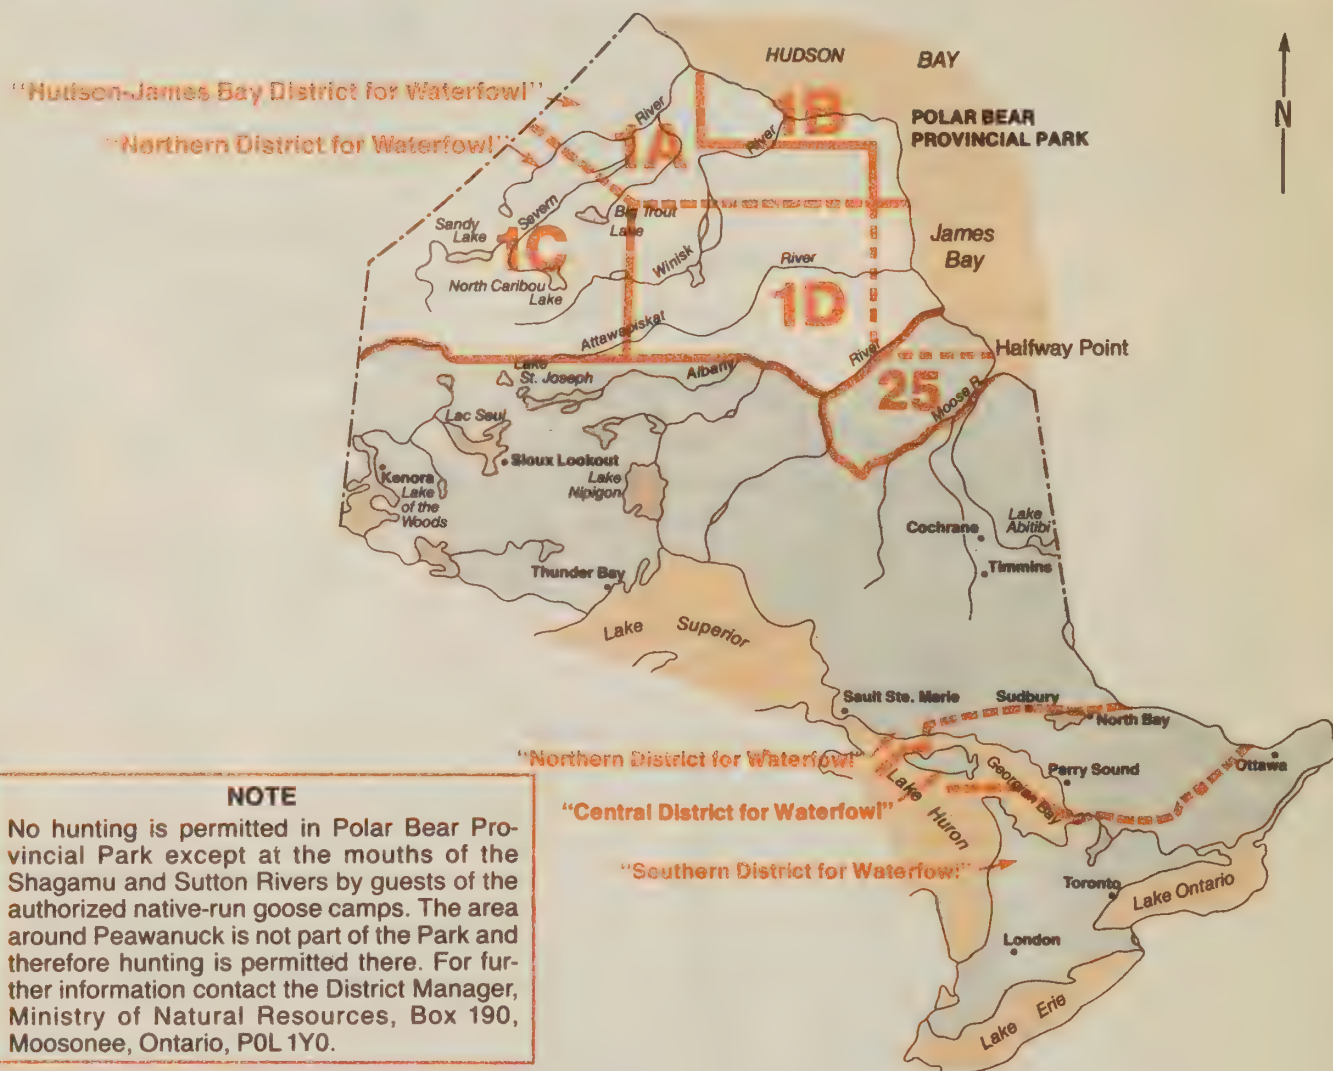 HUDSON BAY
"Hudson-James Bay District for Waterfowl"
1B
POLAR BEAR
PROVINCIAL PARK
N
River
"Northern District for Waterfowl"
1A
River
Severn
Big Trout
Lake
Sandy
Lake
1C
James
Bay
Winisk
River
North Caribou
Lake
1D
Attawapiskat
River
Halfway Point
Lake
St. Joseph
Albany
25
Moose R.
Lac Seul
Sioux Lookout
Kenora
Lake
of the
Woods
Lake
Nipigon
Cochrane
Lake
Abitibi
Timmins
Thunder Bay
Lake Superior
Sault Ste. Marie
Sudbury
North Bay
"Northern District for Waterfowl"
Ottawa
Georgian Bay
Parry Sound
Lake Huron
"Central District for Waterfowl"
"Southern District for Waterfowl"
Toronto
Lake Ontario
London
Lake Erie
NOTE
No hunting is permitted in Polar Bear Pro-
vincial Park except at the mouths of the
Shagamu and Sutton Rivers by guests of the
authorized native-run goose camps. The area
around Peawanuck is not part of the Park and
therefore hunting is permitted there. For fur-
ther information contact the District Manager,
Ministry of Natural Resources, Box 190,
Moosonee, Ontario, P0L 1Y0.